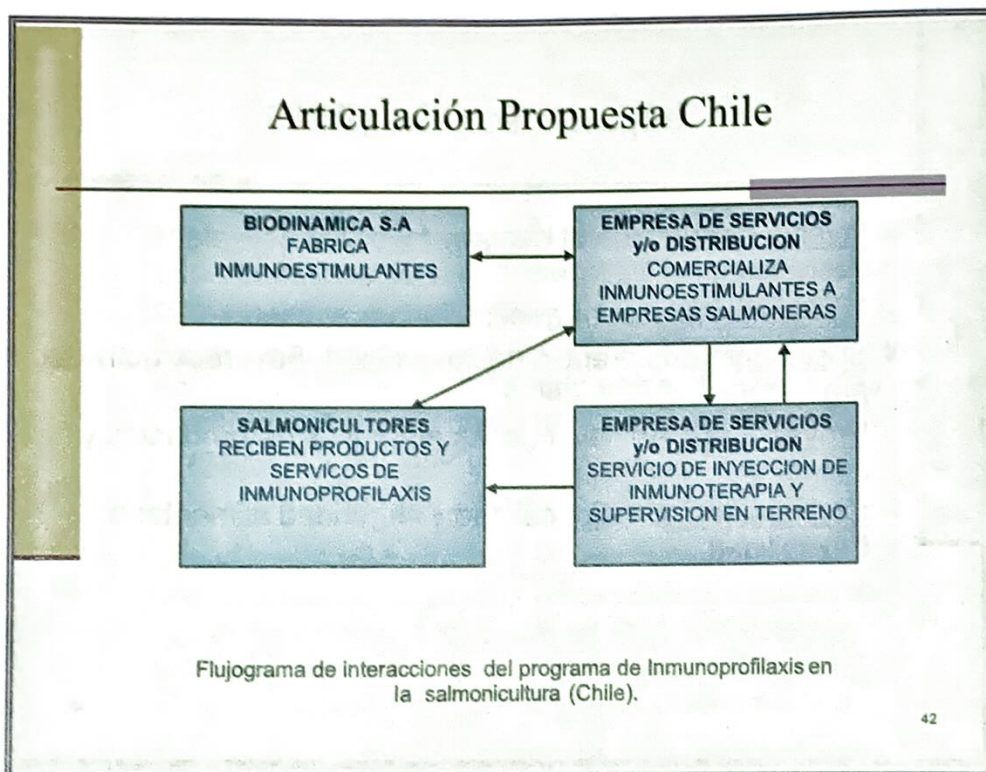 Articulación Propuesta Chile
BIODINAMICA S.A
FABRICA
INMUNOESTIMULANTES
EMPRESA DE SERVICIOS
y/o DISTRIBUCION
COMERCIALIZA
INMUNOESTIMULANTES A
EMPRESAS SALMONERAS
SALMONICULTORES
RECIBEN PRODUCTOS Y
SERVICOS DE
INMUNOPROFILAXIS
EMPRESA DE SERVICIOS
y/o DISTRIBUCION
SERVICIO DE INYECCION DE
INMUNOTERAPIA Y
SUPERVISION EN TERRENO
Flujograma de interacciones del programa de Inmunoprofilaxis en
la salmonicultura (Chile).
42